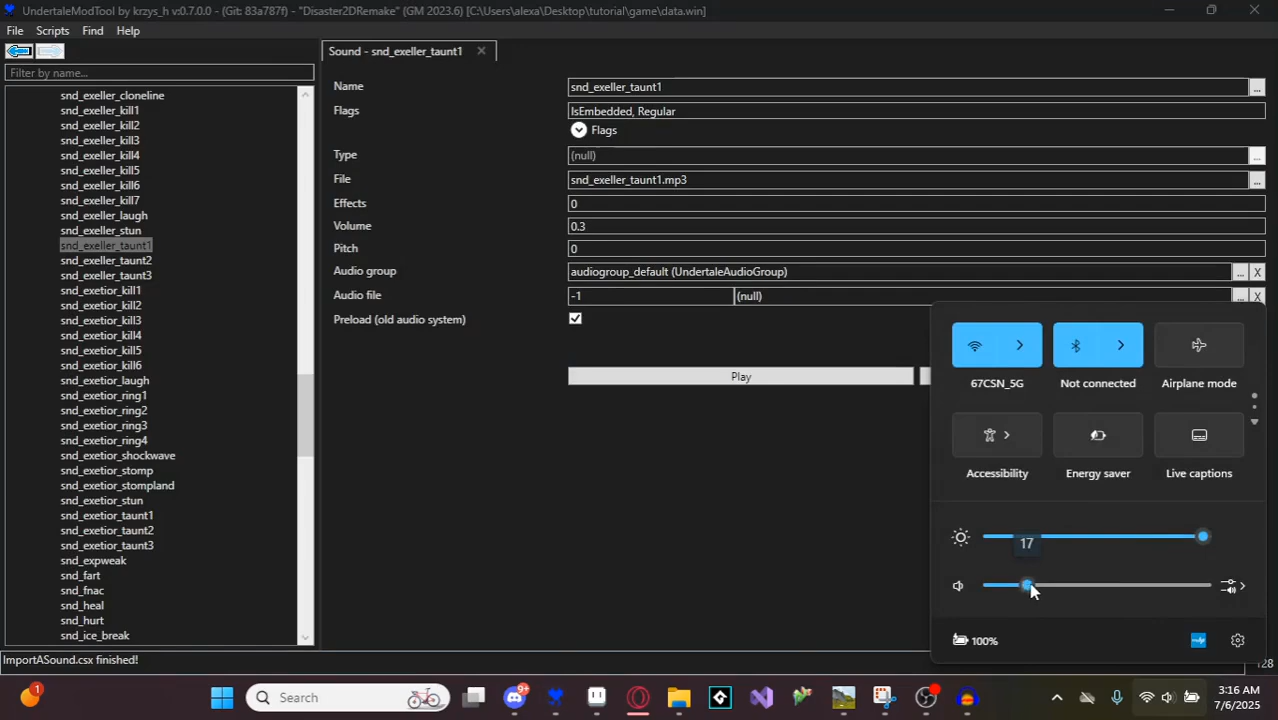 UndertaleModTool by krzys_h v:0.7.0.0 - (Git: 83a787f) - "Disaster2DRemake" (GM 2023.6) [C:\Users\alexa\Desktop\tutorial\game\data.win]
File Scripts Find Help
Filter by name...
snd_exeller_cloneline
snd_exeller_kill1
snd_exeller_kill2
snd_exeller_kill3
snd_exeller_kill4
snd_exeller_kill5
snd_exeller_kill6
snd_exeller_kill7
snd_exeller_laugh
snd_exeller_stun
snd_exeller_taunt1
snd_exeller_taunt2
snd_exeller_taunt3
snd_exetior_kill1
snd_exetior_kill2
snd_exetior_kill3
snd_exetior_kill4
snd_exetior_kill5
snd_exetior_kill6
snd_exetior_laugh
snd_exetior_ring1
snd_exetior_ring2
snd_exetior_ring3
snd_exetior_ring4
snd_exetior_shockwave
snd_exetior_stomp
snd_exetior_stompland
snd_exetior_stun
snd_exetior_taunt1
snd_exetior_taunt2
snd_exetior_taunt3
snd_expweak
snd_fart
snd_fnac
snd_heal
snd_hurt
snd_ice_break
Sound - snd_exeller_taunt1
Name snd_exeller_taunt1 ...
Flags IsEmbedded, Regular
Flags
Type (null) ...
File snd_exeller_taunt1.mp3 ...
Effects 0
Volume 0.3
Pitch 0
Audio group audiogroup_default (UndertaleAudioGroup) ... X
Audio file -1 (null) ... X
Preload (old audio system)
Play
67CSN_5G Not connected Airplane mode
Accessibility Energy saver Live captions
17
100%
ImportASound.csx finished!
128
1
Search
9+
3:16 AM
7/6/2025